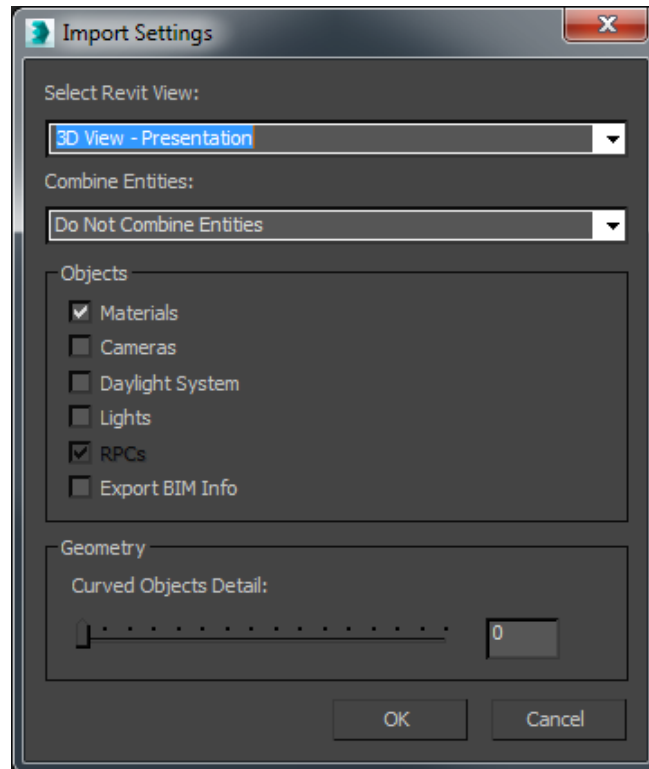 Import Settings
Select Revit View:
3D View - Presentation
Combine Entities:
Do Not Combine Entities
Objects
Materials
Cameras
Daylight System
Lights
RPCs
Export BIM Info
Geometry
Curved Objects Detail:
0
OK Cancel